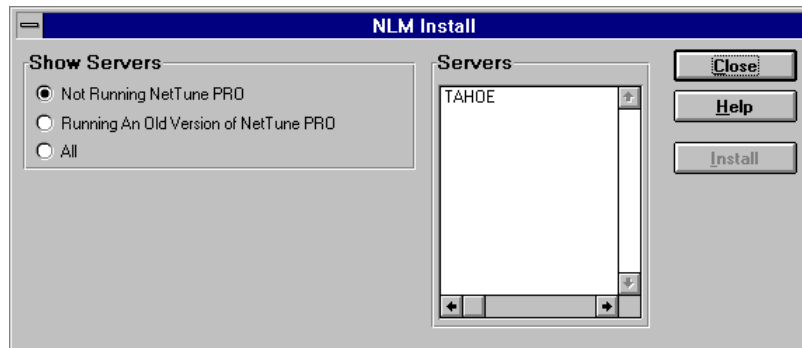 NLM Install
Show Servers
Not Running NetTune PRO
Running An Old Version of NetTune PRO
All
Servers
TAHOE
Close
Help
Install